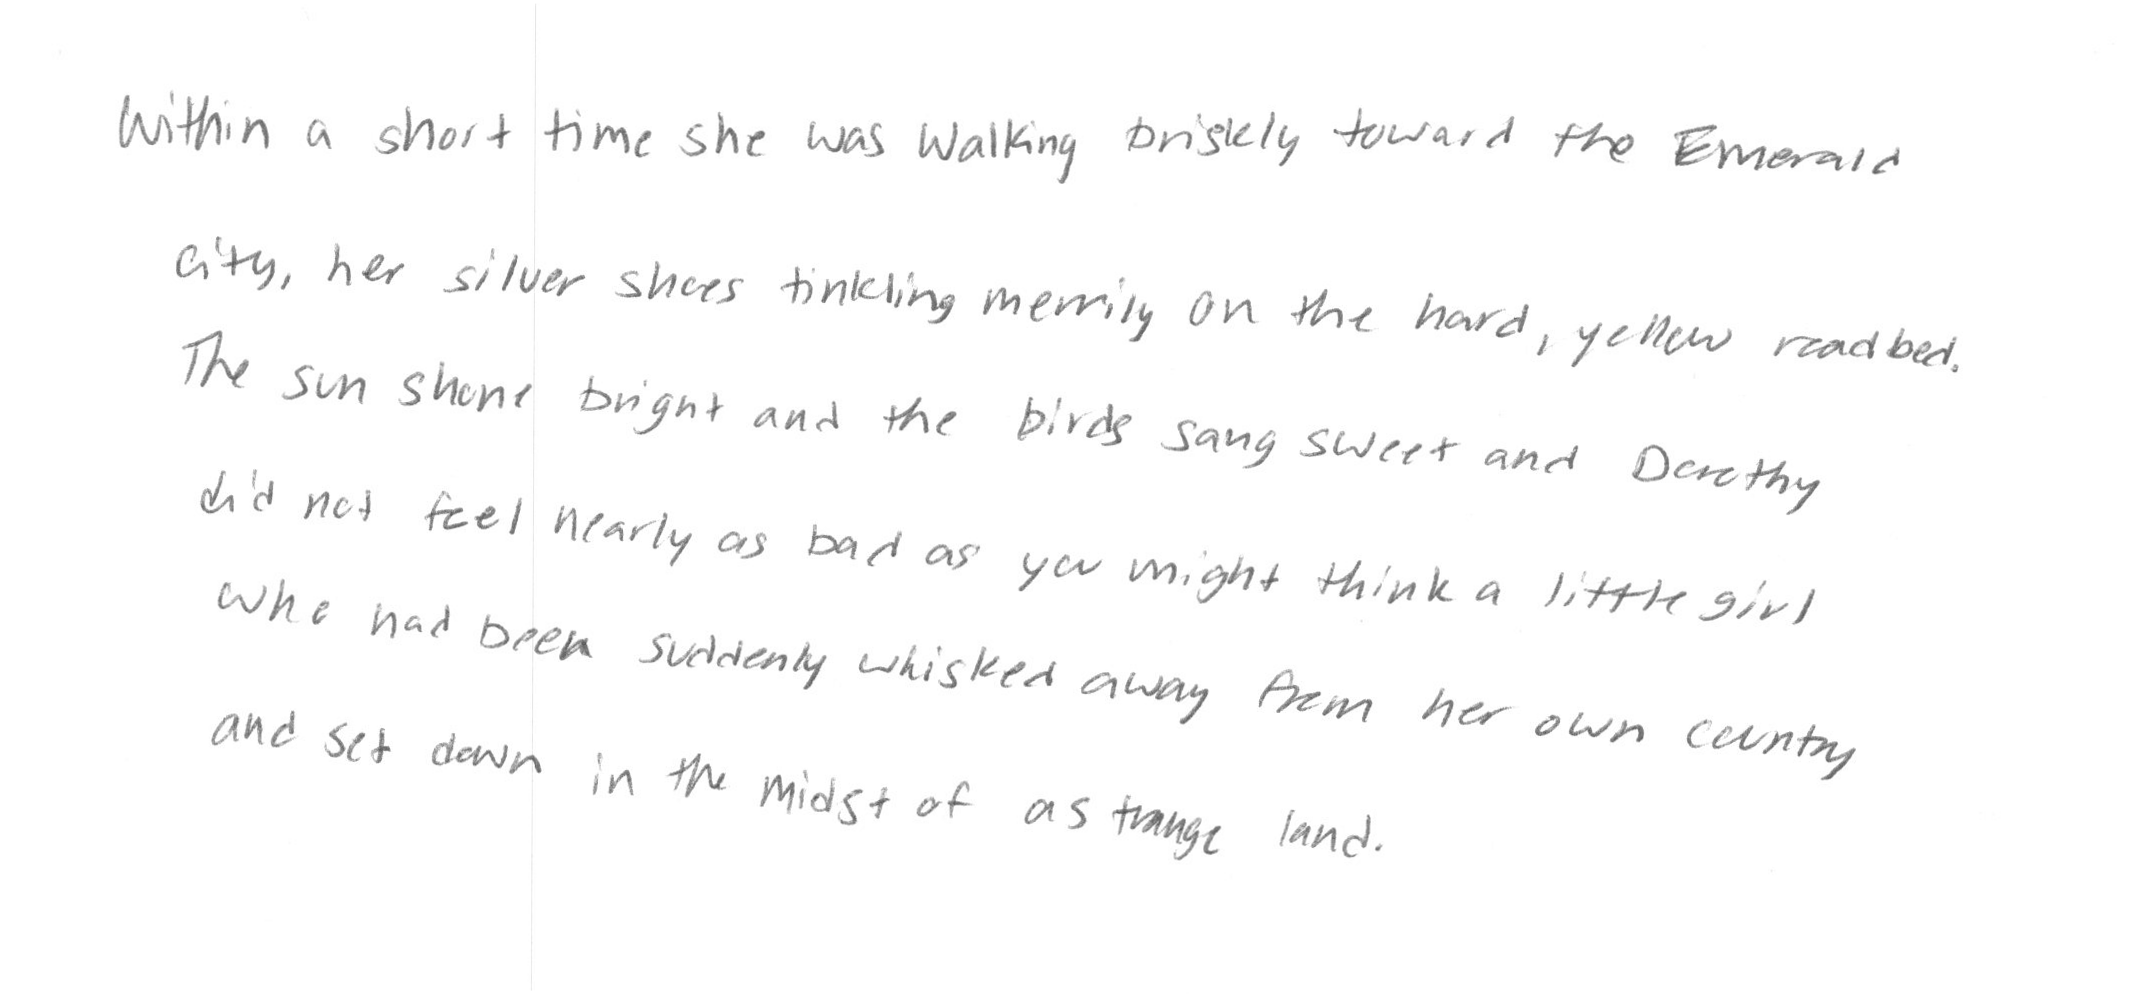 Within a short time she was walking briskly toward the Emerald
city, her silver shoes tinkling merrily on the hard, yellow roadbed.
The sun shone bright and the birds sang sweet and Dorothy
did not feel nearly as bad as you might think a little girl
who had been suddenly whisked away from her own country
and set down in the midst of a strange land.